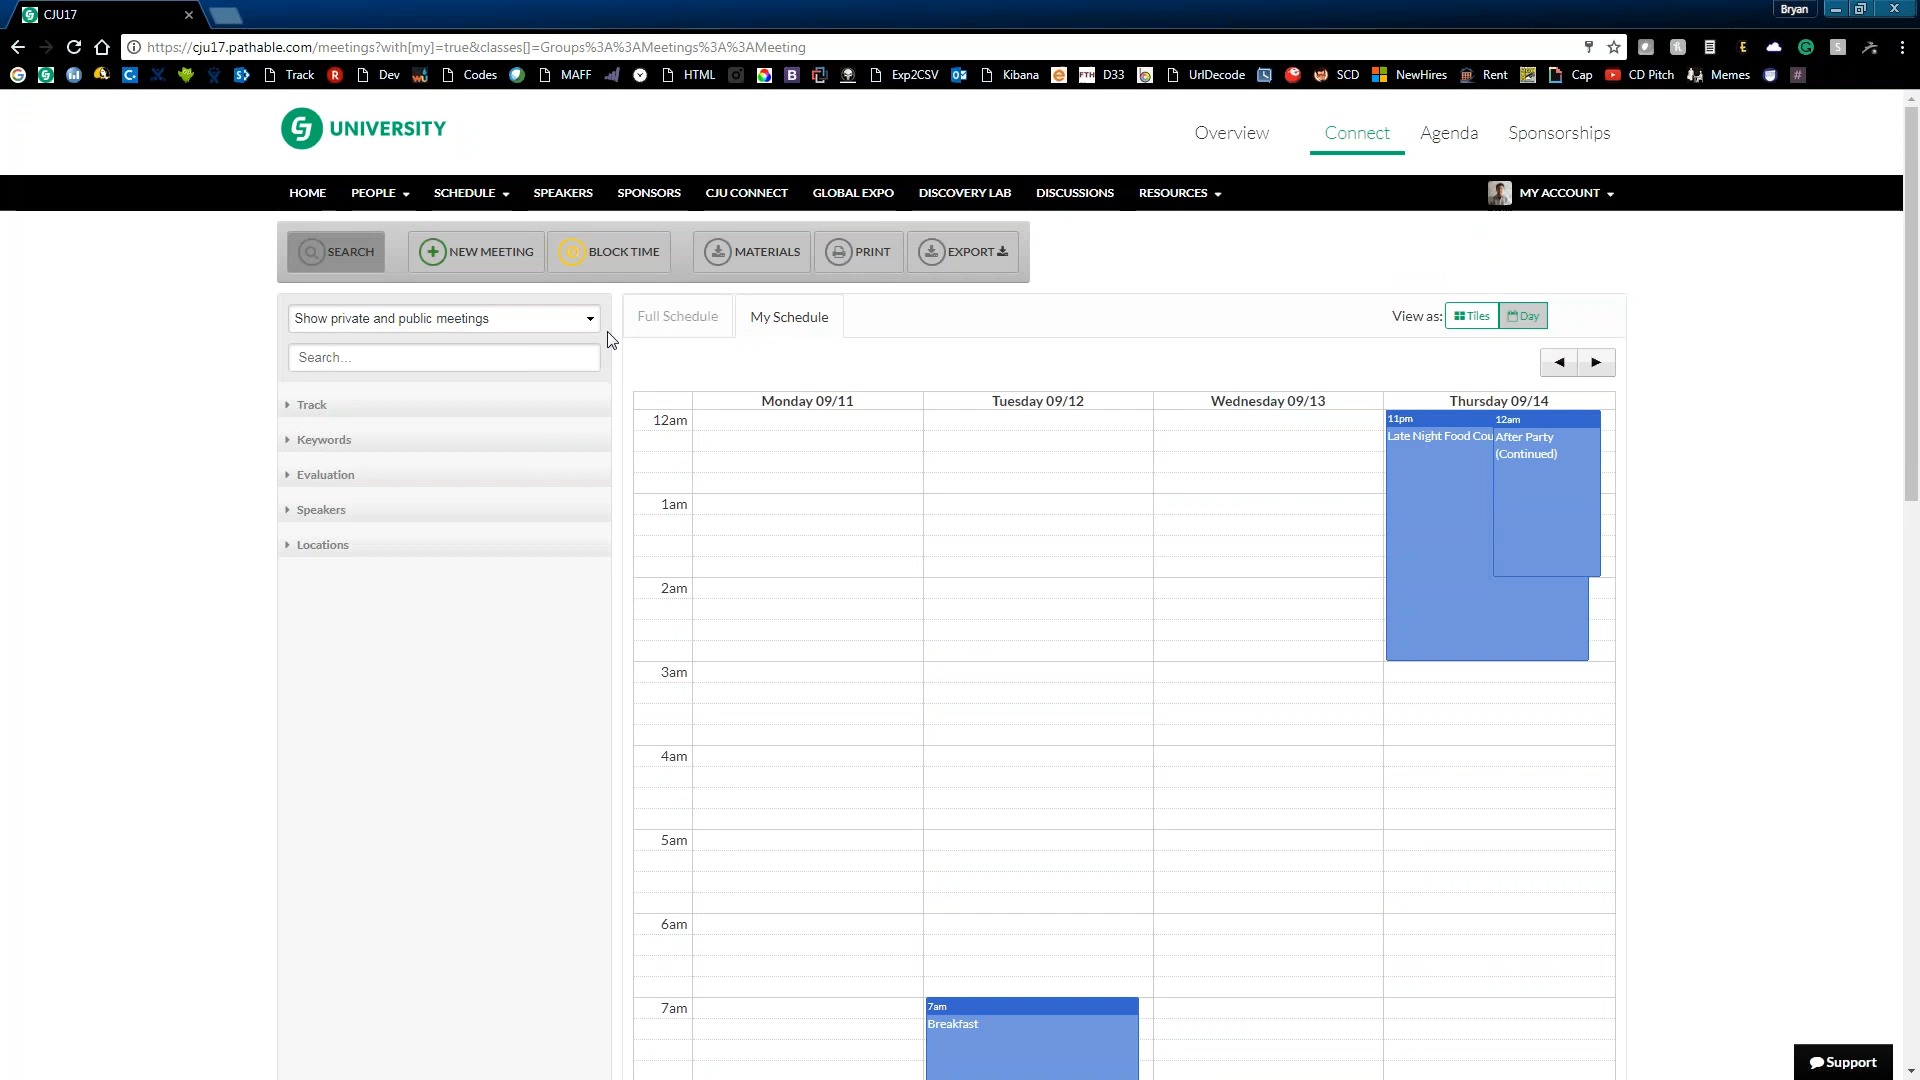 CJU17
Bryan
https://cju17.pathable.com/meetings?with[my]=true&classes[]=Groups%3A%3AMeetings%3A%3AMeeting
Track Dev Codes MAFF HTML Exp2CSV Kibana FTH D33 UrlDecode SCD NewHires Rent Cap CD Pitch Memes
UNIVERSITY
Overview Connect Agenda Sponsorships
HOME PEOPLE SCHEDULE SPEAKERS SPONSORS CJU CONNECT GLOBAL EXPO DISCOVERY LAB DISCUSSIONS RESOURCES MY ACCOUNT
SEARCH NEW MEETING BLOCK TIME MATERIALS PRINT EXPORT
Show private and public meetings
Search...
Track
Keywords
Evaluation
Speakers
Locations
Full Schedule My Schedule View as: Tiles Day
Monday 09/11 Tuesday 09/12 Wednesday 09/13 Thursday 09/14
12am
1am
2am
3am
4am
5am
6am
7am
11pm
Late Night Food Cou
12am
After Party
(Continued)
7am
Breakfast
Support